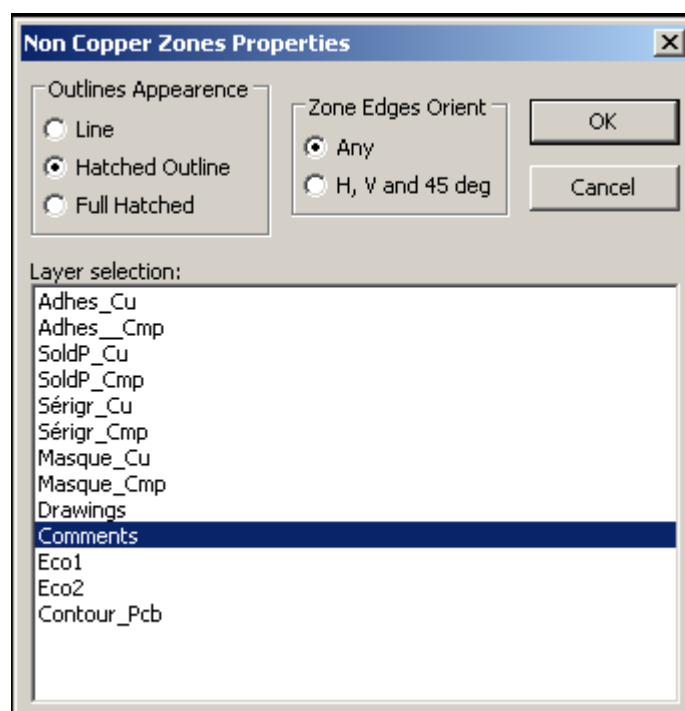 Non Copper Zones Properties
Outlines Appearence
Line
Hatched Outline
Full Hatched
Zone Edges Orient
Any
H, V and 45 deg
OK
Cancel
Layer selection:
Adhes_Cu
Adhes__Cmp
SoldP_Cu
SoldP_Cmp
Sérigr_Cu
Sérigr_Cmp
Masque_Cu
Masque_Cmp
Drawings
Comments
Eco1
Eco2
Contour_Pcb